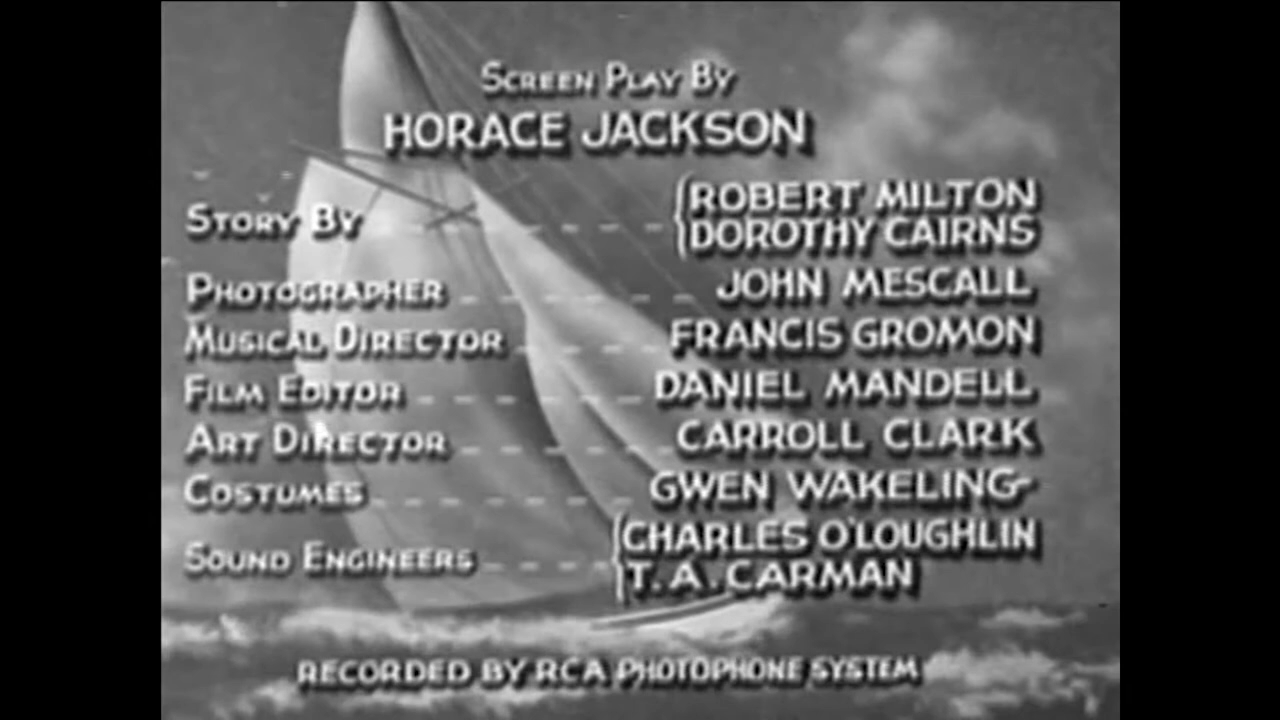 SCREEN PLAY BY
HORACE JACKSON
STORY BY - - - - - - {ROBERT MILTON
DOROTHY CAIRNS
PHOTOGRAPHER - - - - - JOHN MESCALL
MUSICAL DIRECTOR - - - - FRANCIS GROMON
FILM EDITOR - - - - - - DANIEL MANDELL
ART DIRECTOR - - - - - CARROLL CLARK
COSTUMES - - - - - - GWEN WAKELING
SOUND ENGINEERS - - - - {CHARLES O'LOUGHLIN
T. A. CARMAN
RECORDED BY RCA PHOTOPHONE SYSTEM